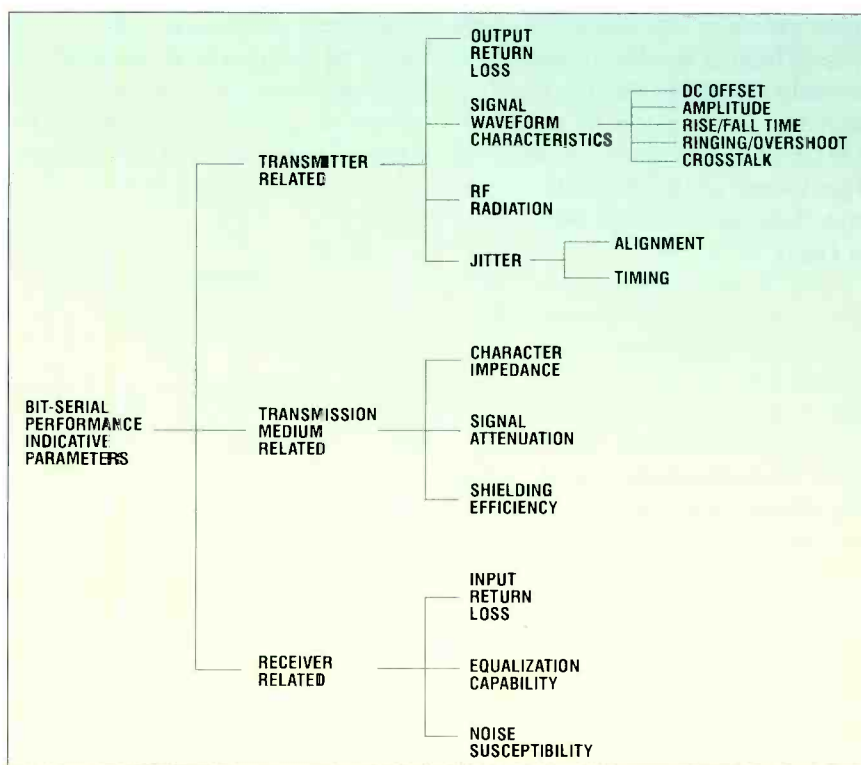 OUTPUT
RETURN
LOSS
SIGNAL
WAVEFORM
CHARACTERISTICS
DC OFFSET
AMPLITUDE
RISE/FALL TIME
RINGING/OVERSHOOT
CROSSTALK
TRANSMITTER
RELATED
RF
RADIATION
JITTER
ALIGNMENT
TIMING
BIT-SERIAL
PERFORMANCE
INDICATIVE
PARAMETERS
TRANSMISSION
MEDIUM
RELATED
CHARACTER
IMPEDANCE
SIGNAL
ATTENUATION
SHIELDING
EFFICIENCY
RECEIVER
RELATED
INPUT
RETURN
LOSS
EQUALIZATION
CAPABILITY
NOISE
SUSCEPTIBILITY